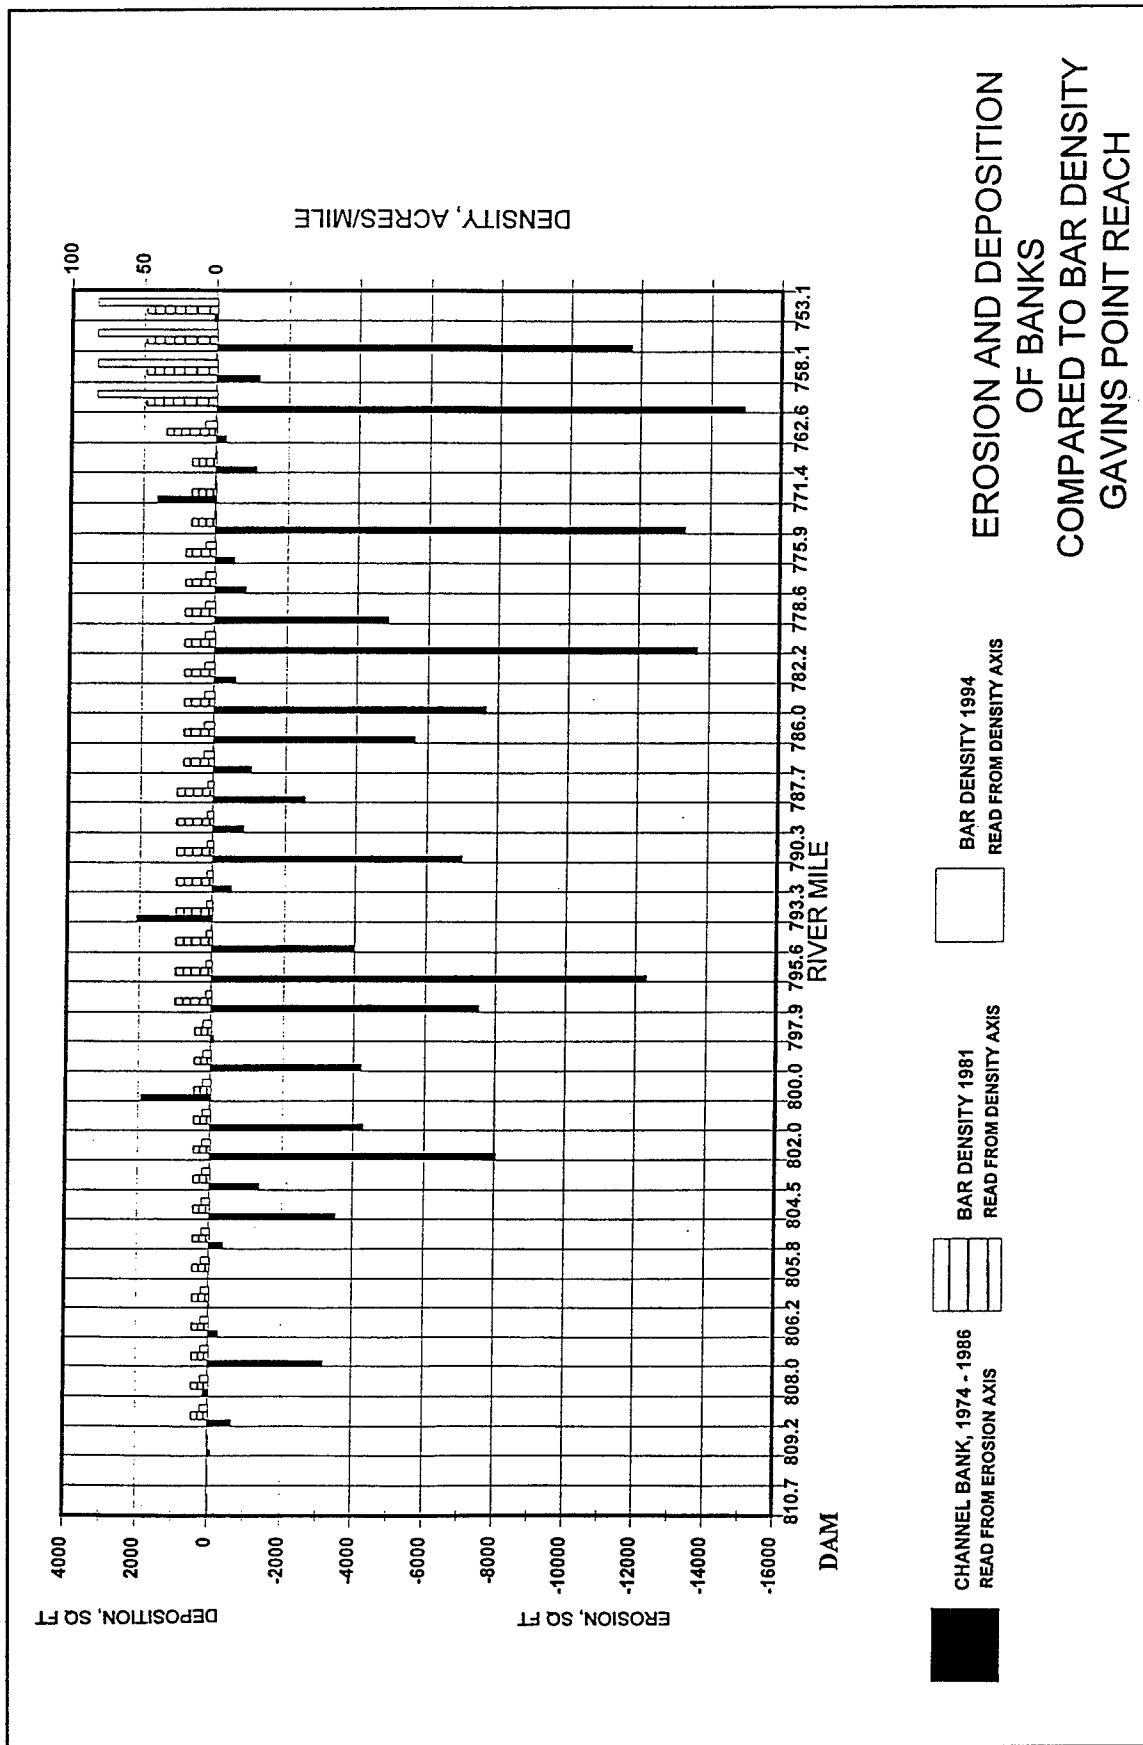 DEPOSITION, SQ FT
EROSION, SQ FT
4000
2000
0
-2000
-4000
-6000
-8000
-10000
-12000
-14000
-16000
DENSITY, ACRES/MILE
100
50
0
810.7 809.2 808.0 806.2 805.8 804.5 802.0 800.0 797.9 795.6 793.3 790.3 787.7 786.0 782.2 778.6 775.9 771.4 762.6 758.1 753.1
DAM
RIVER MILE
CHANNEL BANK, 1974 - 1986
READ FROM EROSION AXIS
BAR DENSITY 1981
READ FROM DENSITY AXIS
BAR DENSITY 1994
READ FROM DENSITY AXIS
EROSION AND DEPOSITION
OF BANKS
COMPARED TO BAR DENSITY
GAVINS POINT REACH